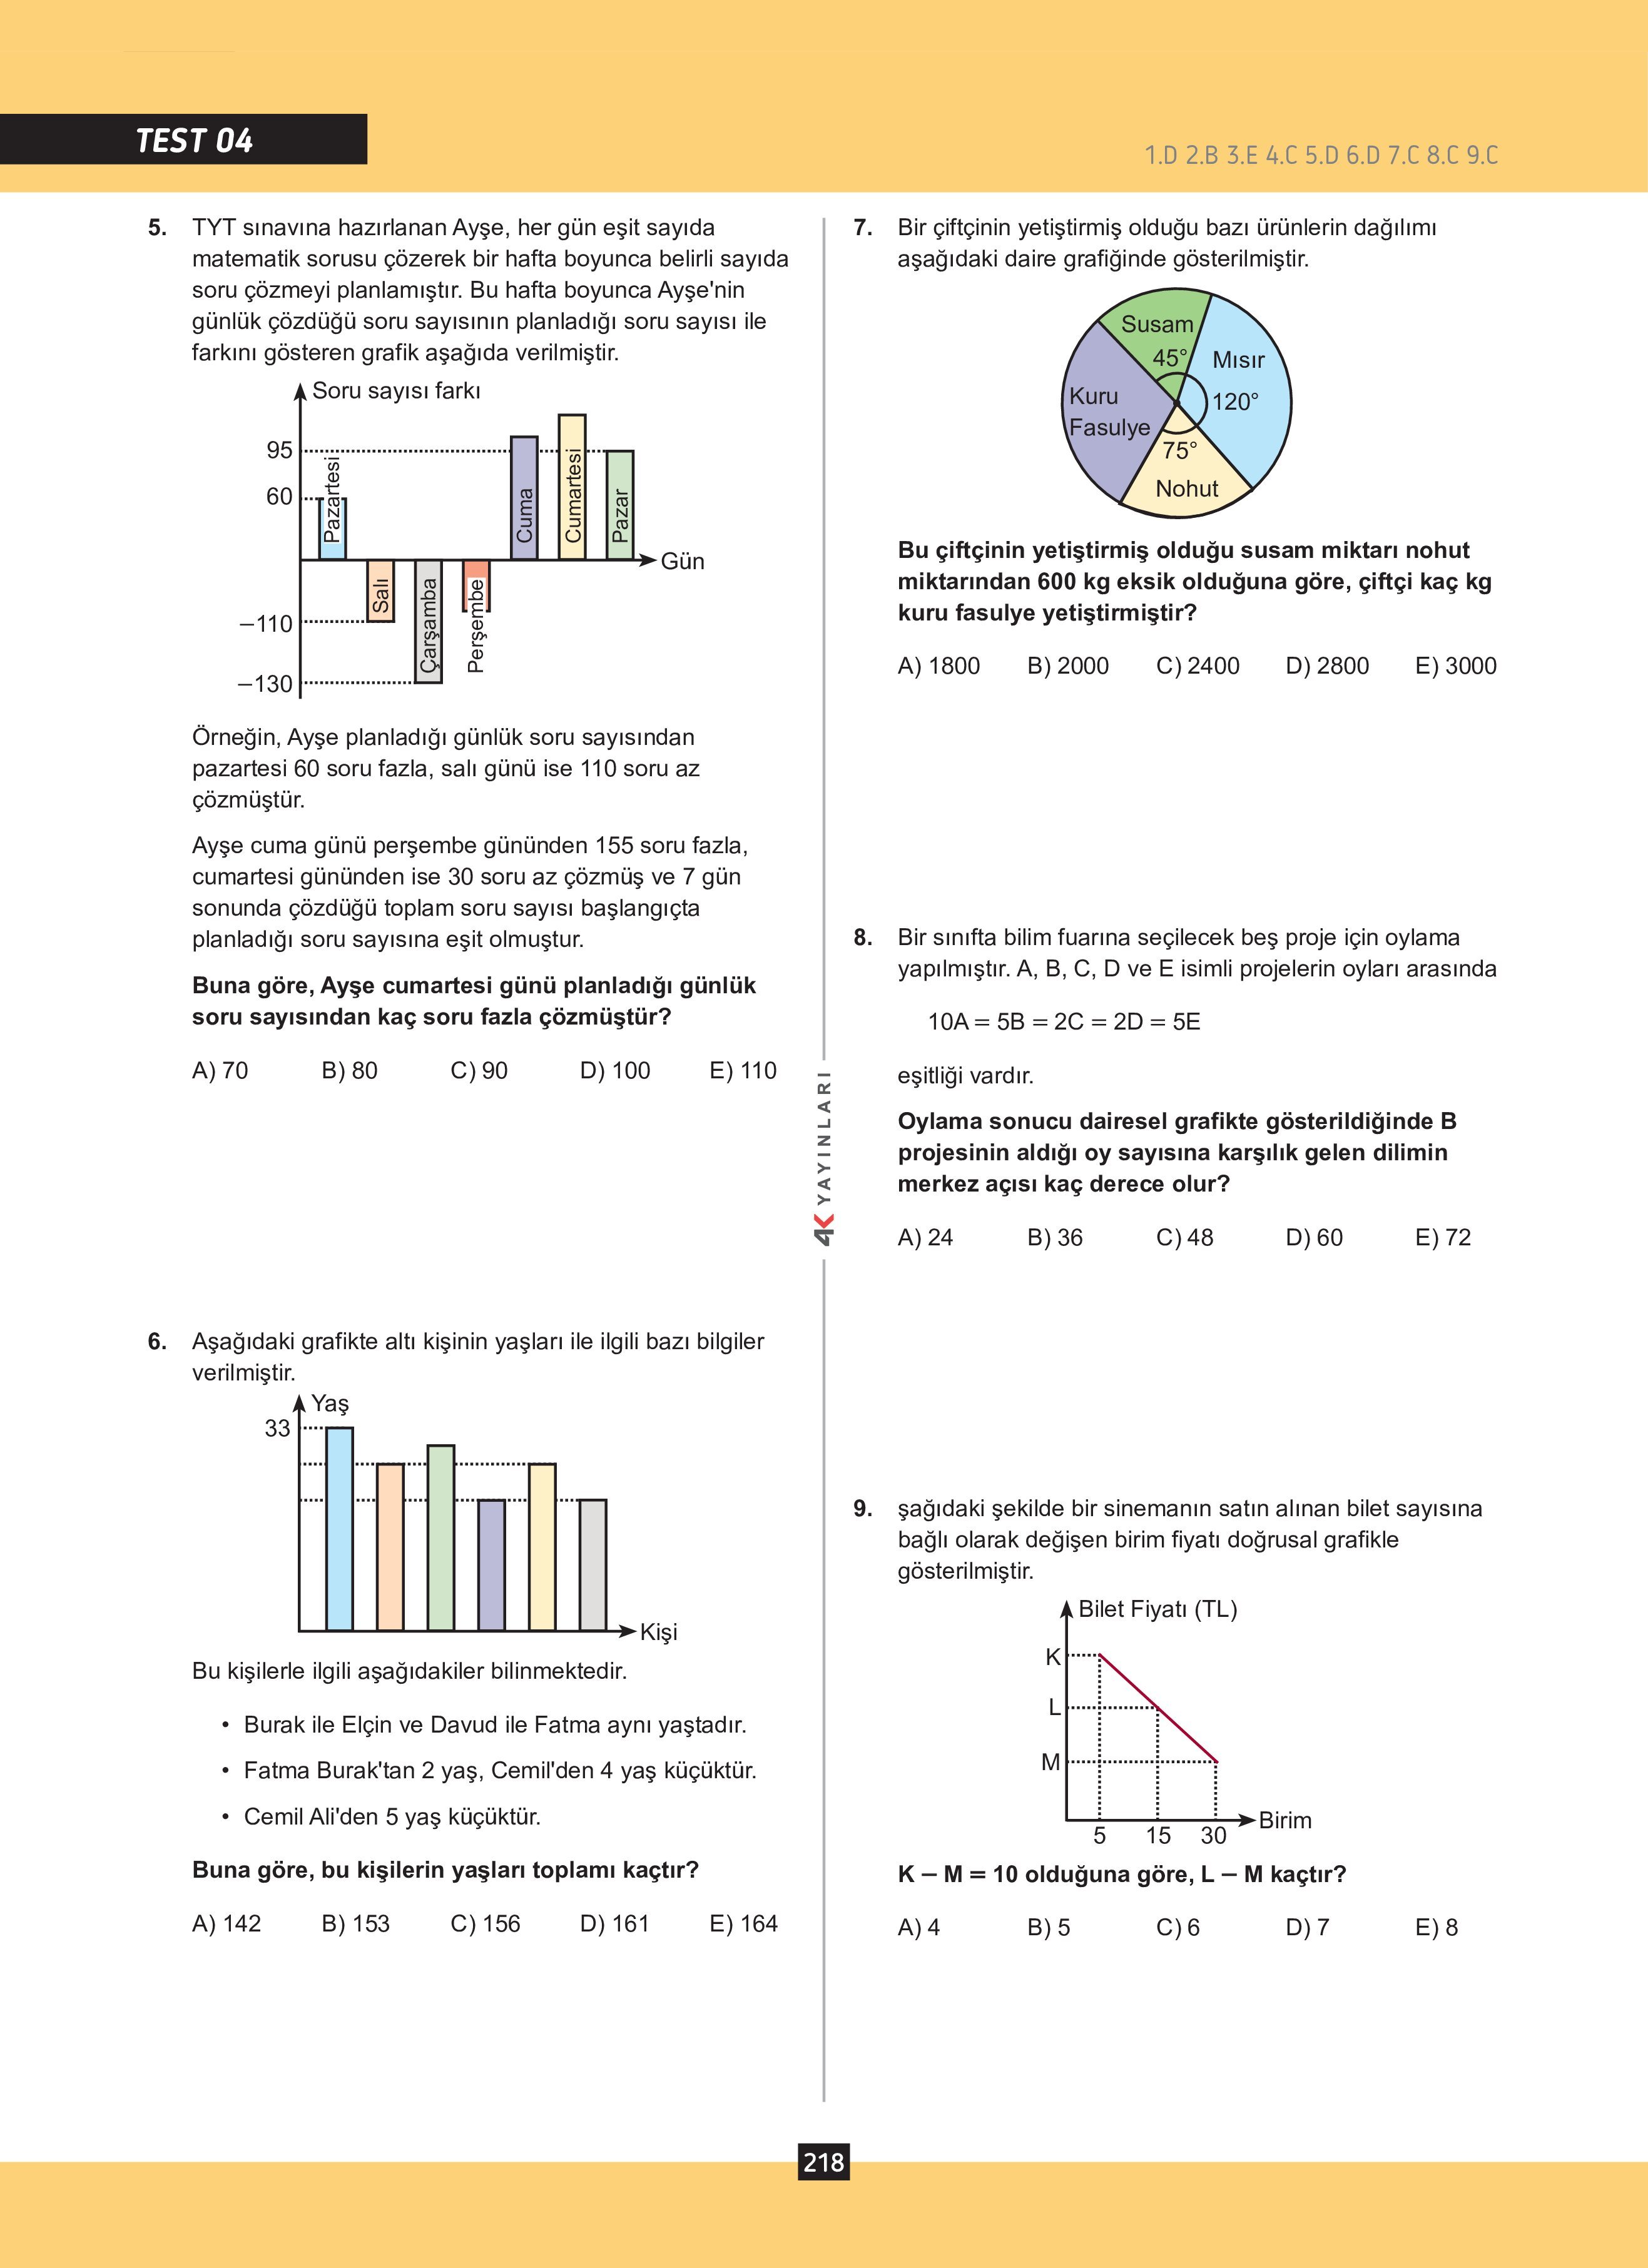 TEST 04
1.D 2.B 3.E 4.C 5.D 6.D 7.C 8.C 9.C
5. TYT sınavına hazırlanan Ayşe, her gün eşit sayıda
matematik sorusu çözerek bir hafta boyunca belirli sayıda
soru çözmeyi planlamıştır. Bu hafta boyunca Ayşe'nin
günlük çözdüğü soru sayısının planladığı soru sayısı ile
farkını gösteren grafik aşağıda verilmiştir.
Soru sayısı farkı
95
60
–110
–130
Pazartesi
Salı
Çarşamba
Perşembe
Cuma
Cumartesi
Pazar
Gün
Örneğin, Ayşe planladığı günlük soru sayısından
pazartesi 60 soru fazla, salı günü ise 110 soru az
çözmüştür.
Ayşe cuma günü perşembe gününden 155 soru fazla,
cumartesi gününden ise 30 soru az çözmüş ve 7 gün
sonunda çözdüğü toplam soru sayısı başlangıçta
planladığı soru sayısına eşit olmuştur.
Buna göre, Ayşe cumartesi günü planladığı günlük
soru sayısından kaç soru fazla çözmüştür?
A) 70 B) 80 C) 90 D) 100 E) 110
6. Aşağıdaki grafikte altı kişinin yaşları ile ilgili bazı bilgiler
verilmiştir.
Yaş
33
Kişi
Bu kişilerle ilgili aşağıdakiler bilinmektedir.
• Burak ile Elçin ve Davud ile Fatma aynı yaştadır.
• Fatma Burak'tan 2 yaş, Cemil'den 4 yaş küçüktür.
• Cemil Ali'den 5 yaş küçüktür.
Buna göre, bu kişilerin yaşları toplamı kaçtır?
A) 142 B) 153 C) 156 D) 161 E) 164
4K YAYINLARI
7. Bir çiftçinin yetiştirmiş olduğu bazı ürünlerin dağılımı
aşağıdaki daire grafiğinde gösterilmiştir.
Susam
45°
Mısır
120°
Kuru
Fasulye
75°
Nohut
Bu çiftçinin yetiştirmiş olduğu susam miktarı nohut
miktarından 600 kg eksik olduğuna göre, çiftçi kaç kg
kuru fasulye yetiştirmiştir?
A) 1800 B) 2000 C) 2400 D) 2800 E) 3000
8. Bir sınıfta bilim fuarına seçilecek beş proje için oylama
yapılmıştır. A, B, C, D ve E isimli projelerin oyları arasında
10A = 5B = 2C = 2D = 5E
eşitliği vardır.
Oylama sonucu dairesel grafikte gösterildiğinde B
projesinin aldığı oy sayısına karşılık gelen dilimin
merkez açısı kaç derece olur?
A) 24 B) 36 C) 48 D) 60 E) 72
9. şağıdaki şekilde bir sinemanın satın alınan bilet sayısına
bağlı olarak değişen birim fiyatı doğrusal grafikle
gösterilmiştir.
Bilet Fiyatı (TL)
K
L
M
5 15 30
Birim
K – M = 10 olduğuna göre, L – M kaçtır?
A) 4 B) 5 C) 6 D) 7 E) 8
218